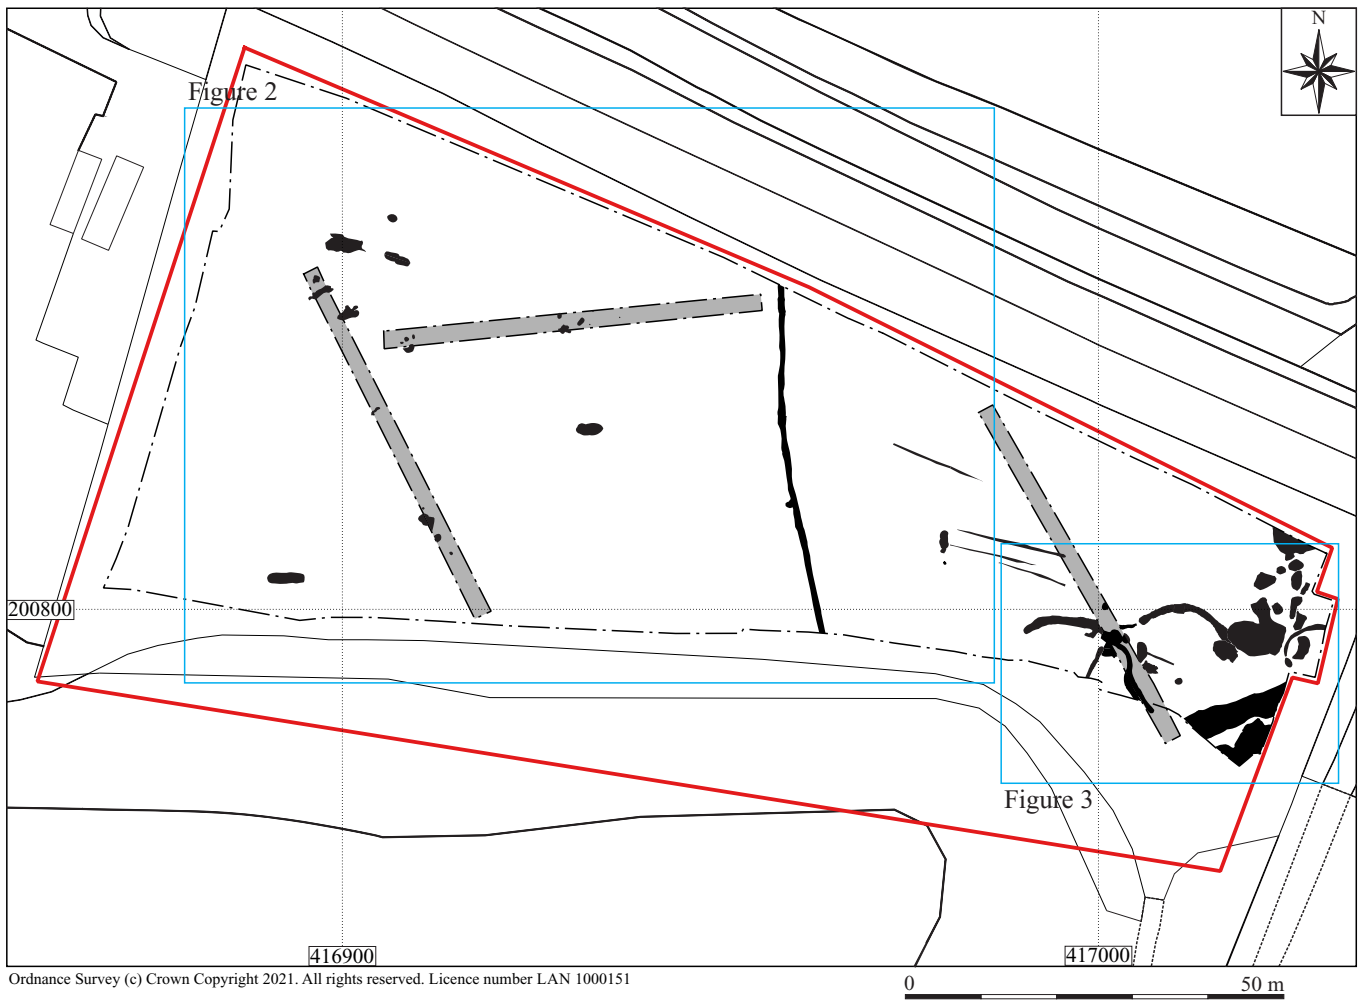 N
Figure 2
200800
Figure 3
416900
417000
Ordnance Survey (c) Crown Copyright 2021. All rights reserved. Licence number LAN 1000151
0 50 m